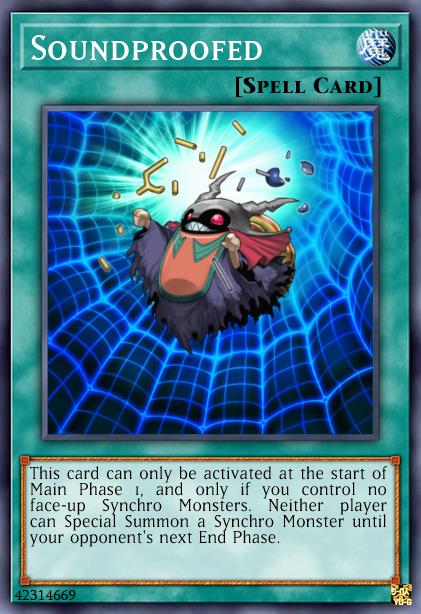 Soundproofed
[Spell Card]
This card can only be activated at the start of
Main Phase 1, and only if you control no
face-up Synchro Monsters. Neither player
can Special Summon a Synchro Monster until
your opponent's next End Phase.
42314669